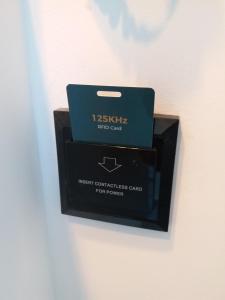 125KHz
RFID Card
INSERT CONTACTLESS CARD
FOR POWER